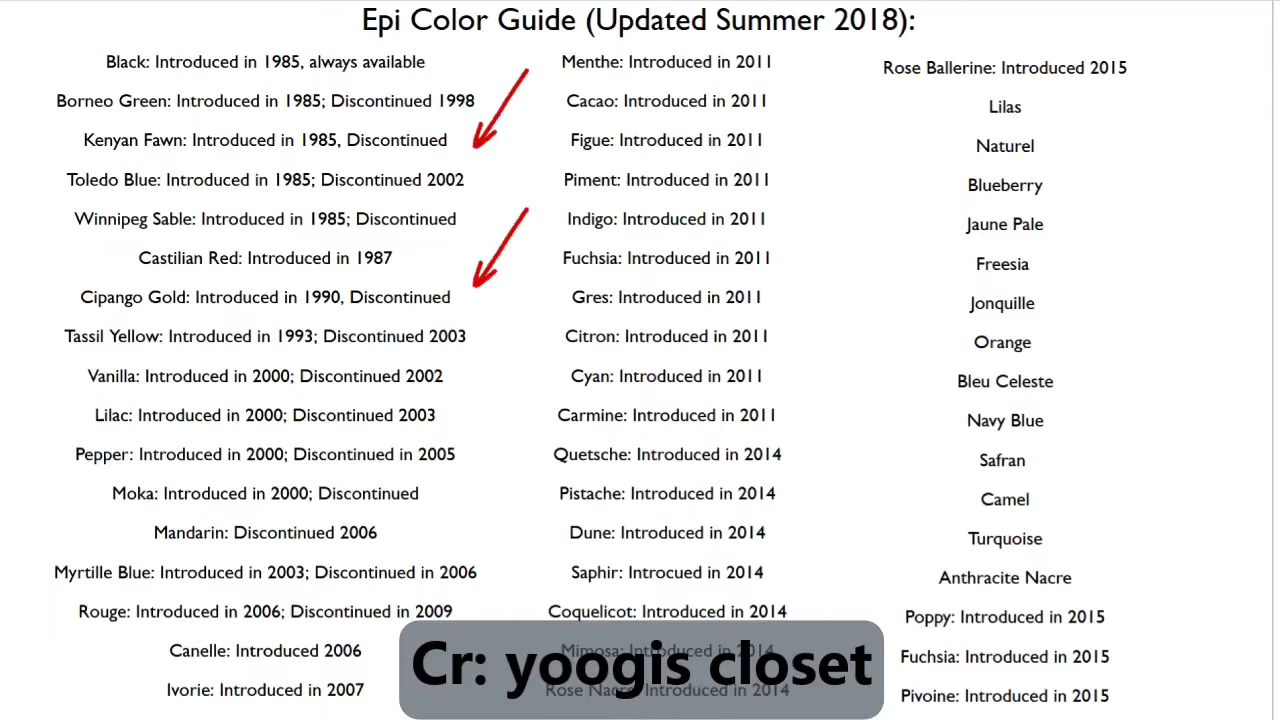 Epi Color Guide (Updated Summer 2018):
Black: Introduced in 1985, always available
Borneo Green: Introduced in 1985; Discontinued 1998
Kenyan Fawn: Introduced in 1985, Discontinued
Toledo Blue: Introduced in 1985; Discontinued 2002
Winnipeg Sable: Introduced in 1985; Discontinued
Castilian Red: Introduced in 1987
Cipango Gold: Introduced in 1990, Discontinued
Tassil Yellow: Introduced in 1993; Discontinued 2003
Vanilla: Introduced in 2000; Discontinued 2002
Lilac: Introduced in 2000; Discontinued 2003
Pepper: Introduced in 2000; Discontinued in 2005
Moka: Introduced in 2000; Discontinued
Mandarin: Discontinued 2006
Myrtille Blue: Introduced in 2003; Discontinued in 2006
Rouge: Introduced in 2006; Discontinued in 2009
Canelle: Introduced 2006
Ivorie: Introduced in 2007
Menthe: Introduced in 2011
Cacao: Introduced in 2011
Figue: Introduced in 2011
Piment: Introduced in 2011
Indigo: Introduced in 2011
Fuchsia: Introduced in 2011
Gres: Introduced in 2011
Citron: Introduced in 2011
Cyan: Introduced in 2011
Carmine: Introduced in 2011
Quetsche: Introduced in 2014
Pistache: Introduced in 2014
Dune: Introduced in 2014
Saphir: Introcued in 2014
Coquelicot: Introduced in 2014
Mimosa: Introduced in 2014
Rose Nacre: Introduced in 2014
Rose Ballerine: Introduced 2015
Lilas
Naturel
Blueberry
Jaune Pale
Freesia
Jonquille
Orange
Bleu Celeste
Navy Blue
Safran
Camel
Turquoise
Anthracite Nacre
Poppy: Introduced in 2015
Fuchsia: Introduced in 2015
Pivoine: Introduced in 2015
Cr: yoogis closet